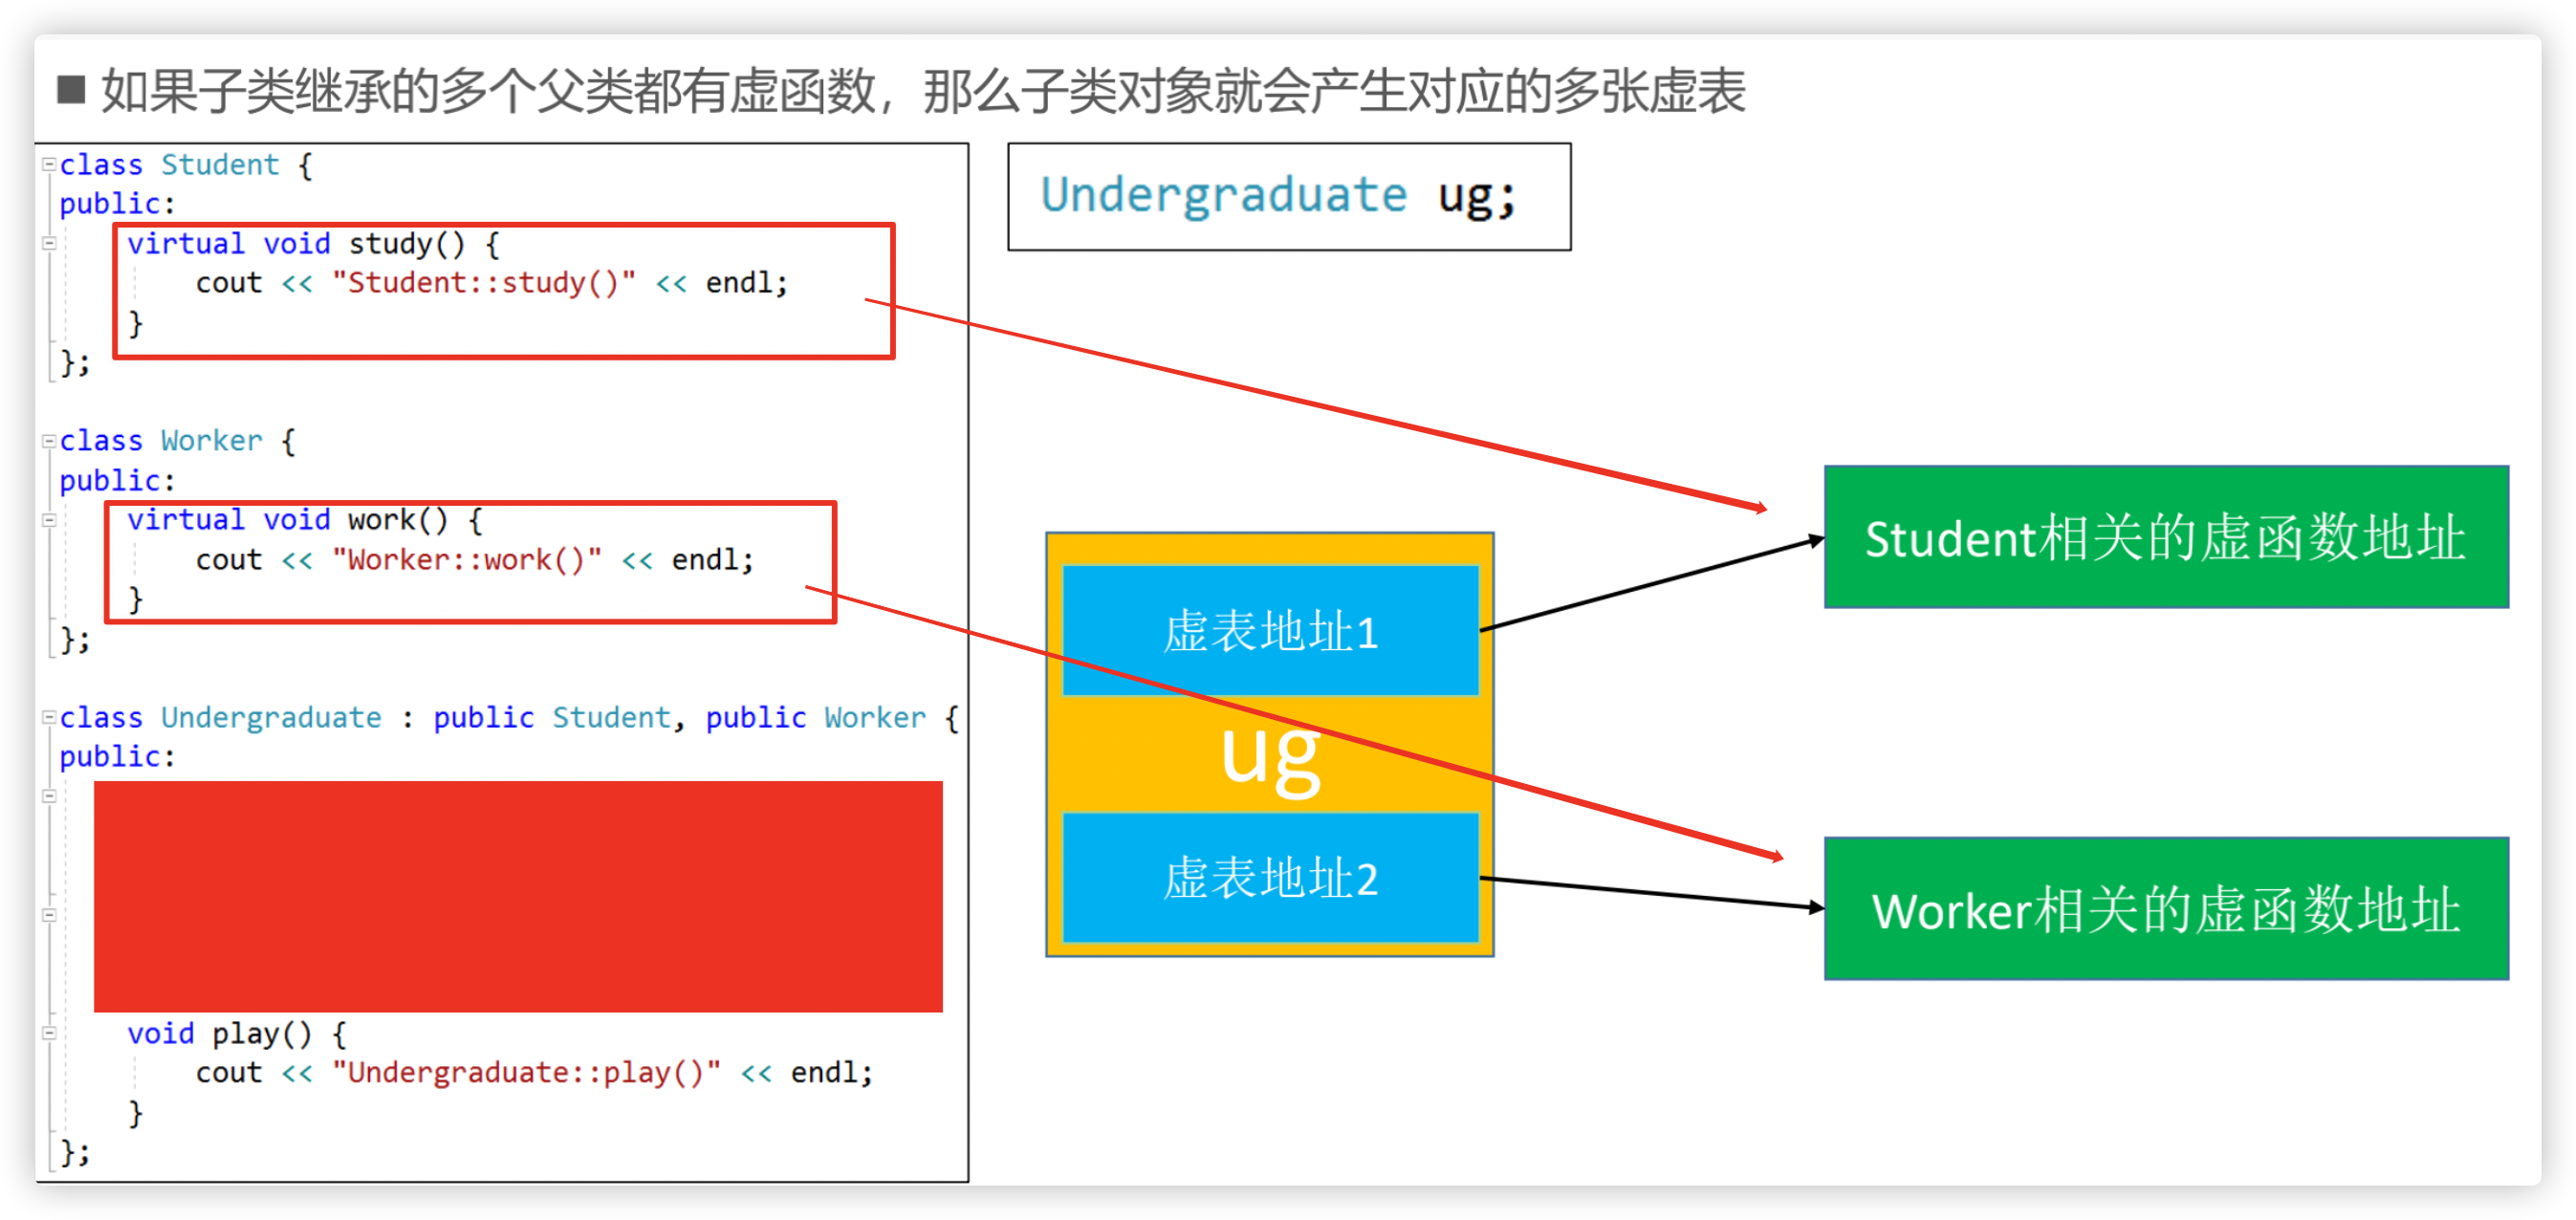 ■ 如果子类继承的多个父类都有虚函数，那么子类对象就会产生对应的多张虚表
class Student {
public:
virtual void study() {
cout << "Student::study()" << endl;
}
};
class Worker {
public:
virtual void work() {
cout << "Worker::work()" << endl;
}
};
class Undergraduate : public Student, public Worker {
public:
void play() {
cout << "Undergraduate::play()" << endl;
}
};
Undergraduate ug;
虚表地址1
ug
虚表地址2
Student相关的虚函数地址
Worker相关的虚函数地址